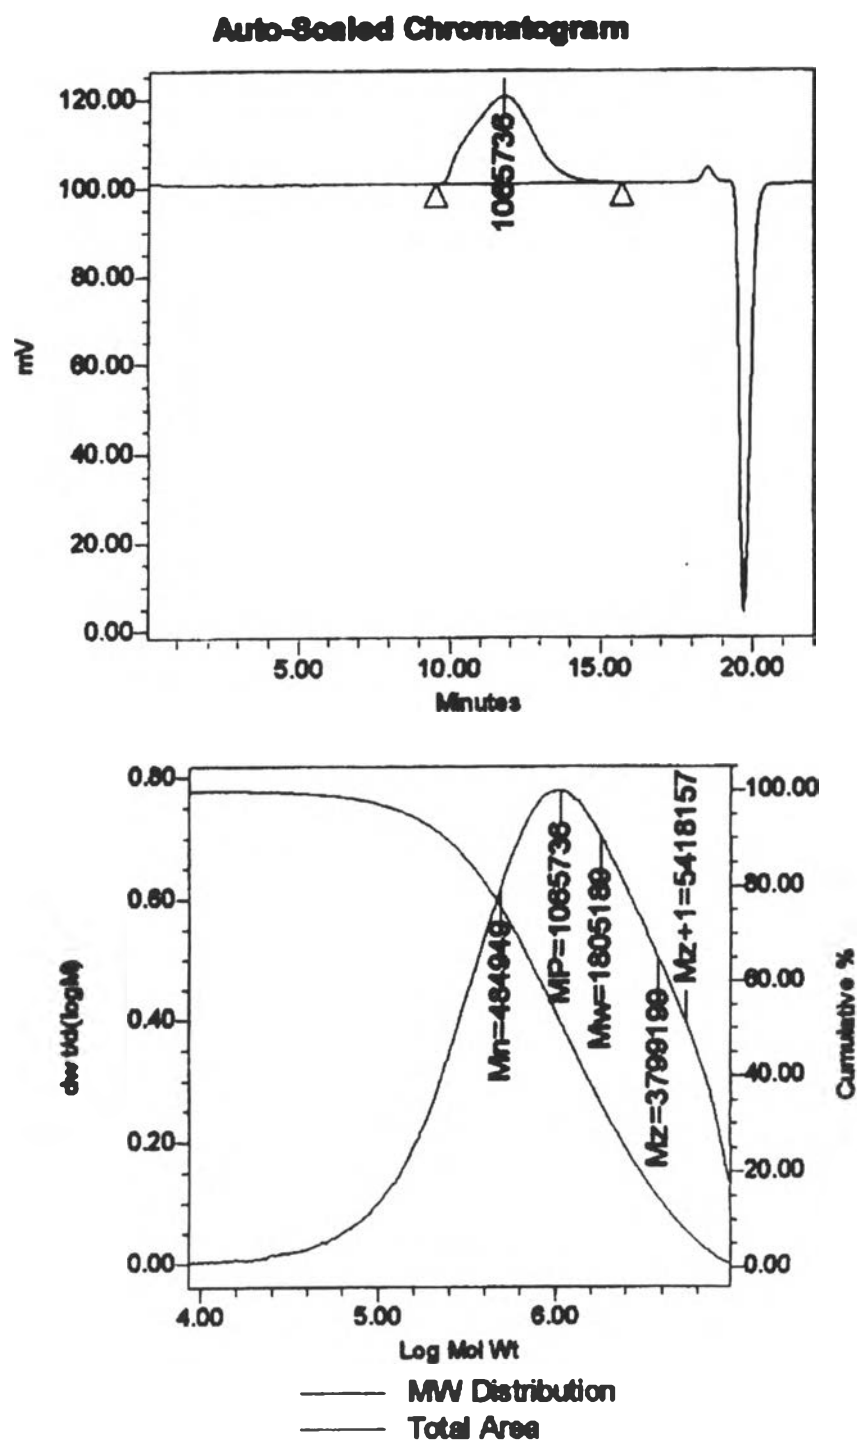 Auto-Scaled Chromatogram
120.00
100.00
80.00
60.00
40.00
20.00
0.00
mV
1065736
5.00
10.00
15.00
20.00
Minutes
0.80
0.60
0.40
0.20
0.00
dw t/d(logM)
Mn=484949
MP=1065736
Mw=1805189
Mz=3799199
Mz+1=5418157
100.00
80.00
60.00
40.00
20.00
0.00
Cumulative %
4.00
5.00
6.00
Log Mol Wt
MW Distribution
Total Area